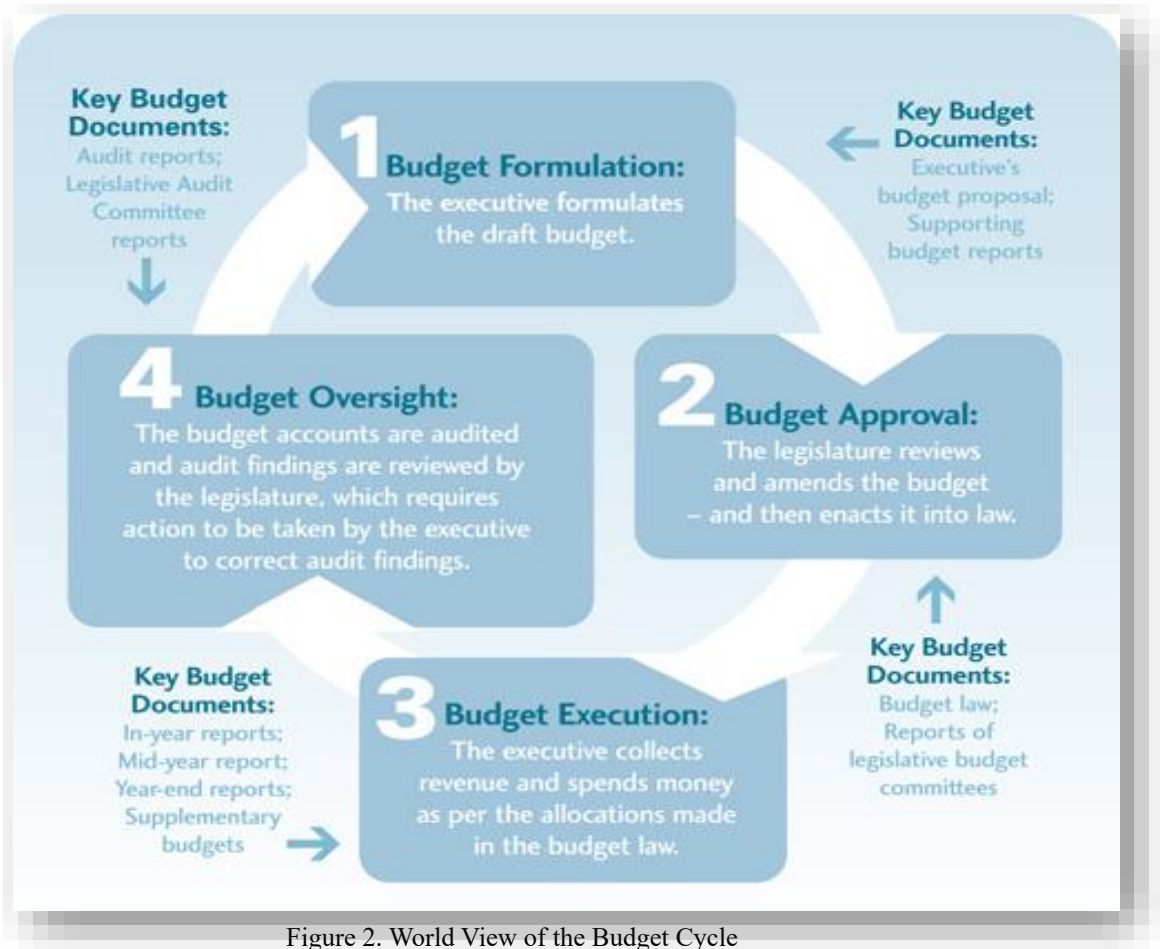 Key Budget
Documents:
Audit reports;
Legislative Audit
Committee
reports
1
Budget Formulation:
The executive formulates
the draft budget.
Key Budget
Documents:
Executive's
budget proposal;
Supporting
budget reports
2
Budget Approval:
The legislature reviews
and amends the budget
– and then enacts it into law.
Key Budget
Documents:
Budget law;
Reports of
legislative budget
committees
3
Budget Execution:
The executive collects
revenue and spends money
as per the allocations made
in the budget law.
Key Budget
Documents:
In-year reports;
Mid-year report;
Year-end reports;
Supplementary
budgets
4
Budget Oversight:
The budget accounts are audited
and audit findings are reviewed by
the legislature, which requires
action to be taken by the executive
to correct audit findings.
Figure 2. World View of the Budget Cycle